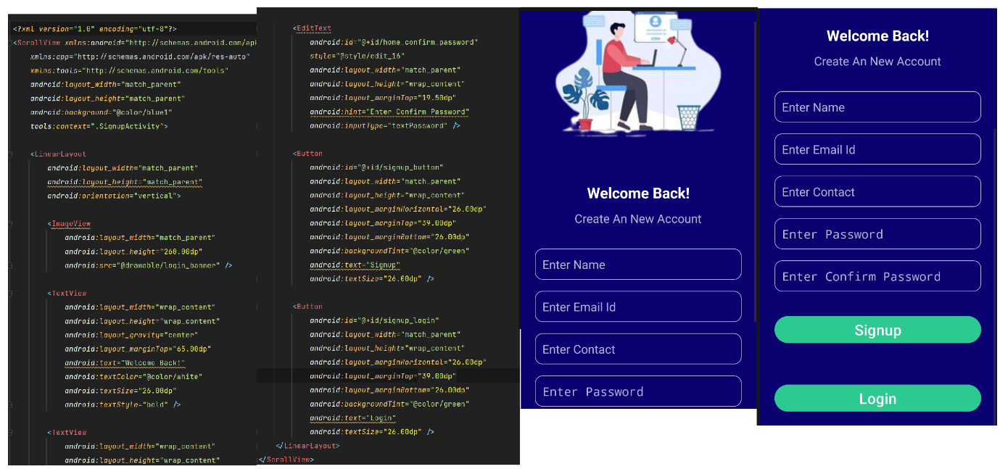 <?xml version="1.0" encoding="utf-8"?>
<ScrollView xmlns:android="http://schemas.android.com/apk
xmlns:app="http://schemas.android.com/apk/res-auto"
xmlns:tools="http://schemas.android.com/tools"
android:layout_width="match_parent"
android:layout_height="match_parent"
android:background="@color/blue1"
tools:context=".SignupActivity">
<LinearLayout
android:layout_width="match_parent"
android:layout_height="match_parent"
android:orientation="vertical">
<ImageView
android:layout_width="match_parent"
android:layout_height="260.00dp"
android:src="@drawable/login_banner" />
<TextView
android:layout_width="wrap_content"
android:layout_height="wrap_content"
android:layout_gravity="center"
android:layout_marginTop="65.00dp"
android:text="Welcome Back!"
android:textColor="@color/white"
android:textSize="26.00dp"
android:textStyle="bold" />
<TextView
android:layout_width="wrap_content"
android:layout_height="wrap_content"
<EditText
android:id="@+id/home_confirm_password"
style="@style/edit_16"
android:layout_width="match_parent"
android:layout_height="wrap_content"
android:layout_marginTop="19.50dp"
android:hint="Enter Confirm Password"
android:inputType="textPassword" />
<Button
android:id="@+id/signup_button"
android:layout_width="match_parent"
android:layout_height="wrap_content"
android:layout_marginHorizontal="26.00dp"
android:layout_marginTop="39.00dp"
android:layout_marginBottom="26.00dp"
android:backgroundTint="@color/green"
android:text="Signup"
android:textSize="26.00dp" />
<Button
android:id="@+id/signup_login"
android:layout_width="match_parent"
android:layout_height="wrap_content"
android:layout_marginHorizontal="26.00dp"
android:layout_marginTop="39.00dp"
android:layout_marginBottom="26.00dp"
android:backgroundTint="@color/green"
android:text="Login"
android:textSize="26.00dp" />
</LinearLayout>
</ScrollView>
Welcome Back!
Create An New Account
Enter Name
Enter Email Id
Enter Contact
Enter Password
Welcome Back!
Create An New Account
Enter Name
Enter Email Id
Enter Contact
Enter Password
Enter Confirm Password
Signup
Login